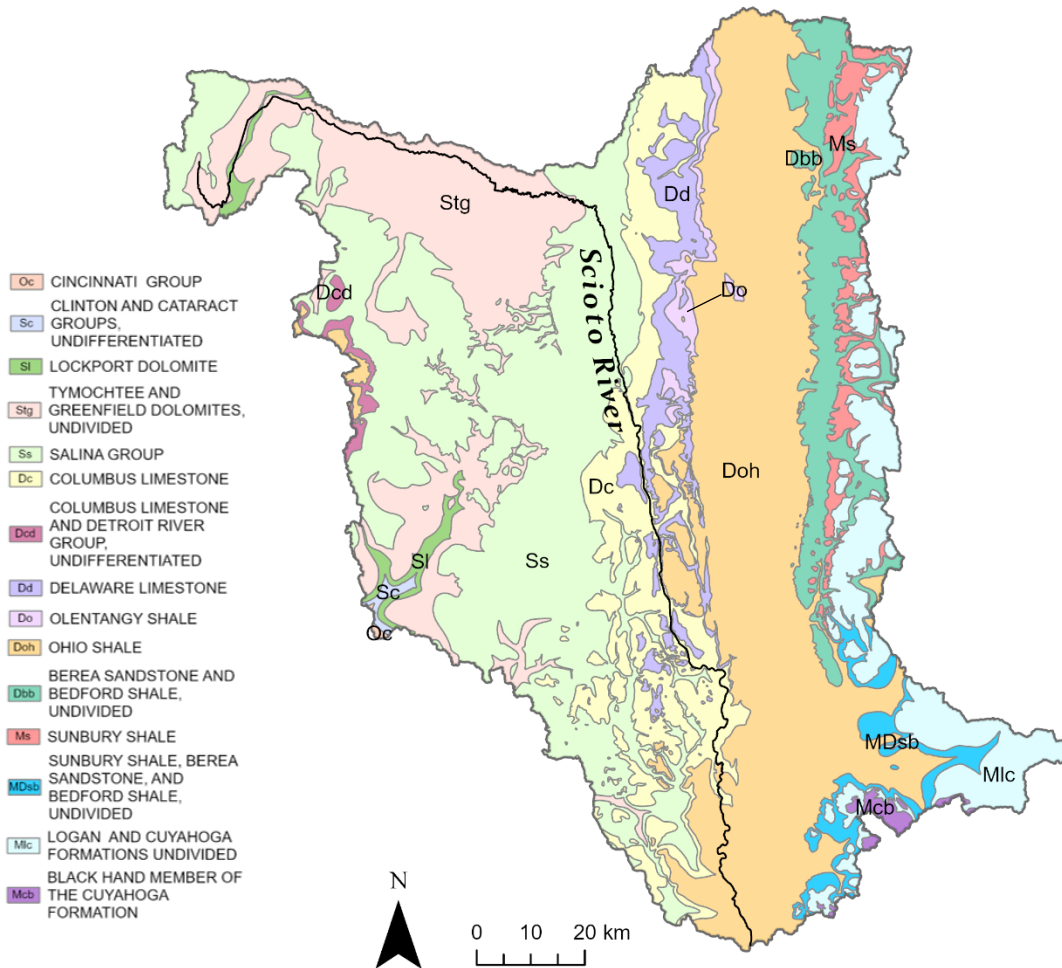 Oc CINCINNATI GROUP
Sc CLINTON AND CATARACT
GROUPS,
UNDIFFERENTIATED
Sl LOCKPORT DOLOMITE
Stg TYMOCHTEE AND
GREENFIELD DOLOMITES,
UNDIVIDED
Ss SALINA GROUP
Dc COLUMBUS LIMESTONE
Dcd COLUMBUS LIMESTONE
AND DETROIT RIVER
GROUP,
UNDIFFERENTIATED
Dd DELAWARE LIMESTONE
Do OLENTANGY SHALE
Doh OHIO SHALE
Dbb BEREA SANDSTONE AND
BEDFORD SHALE,
UNDIVIDED
Ms SUNBURY SHALE
MDsb SUNBURY SHALE, BEREA
SANDSTONE, AND
BEDFORD SHALE,
UNDIVIDED
Mlc LOGAN AND CUYAHOGA
FORMATIONS UNDIVIDED
Mcb BLACK HAND MEMBER OF
THE CUYAHOGA
FORMATION
Ms
Dbb
Dd
Stg
Scioto River
Dcd
Do
Doh
Dc
Sl
Ss
Sc
Oc
MDsb
Mlc
Mcb
N
0 10 20 km